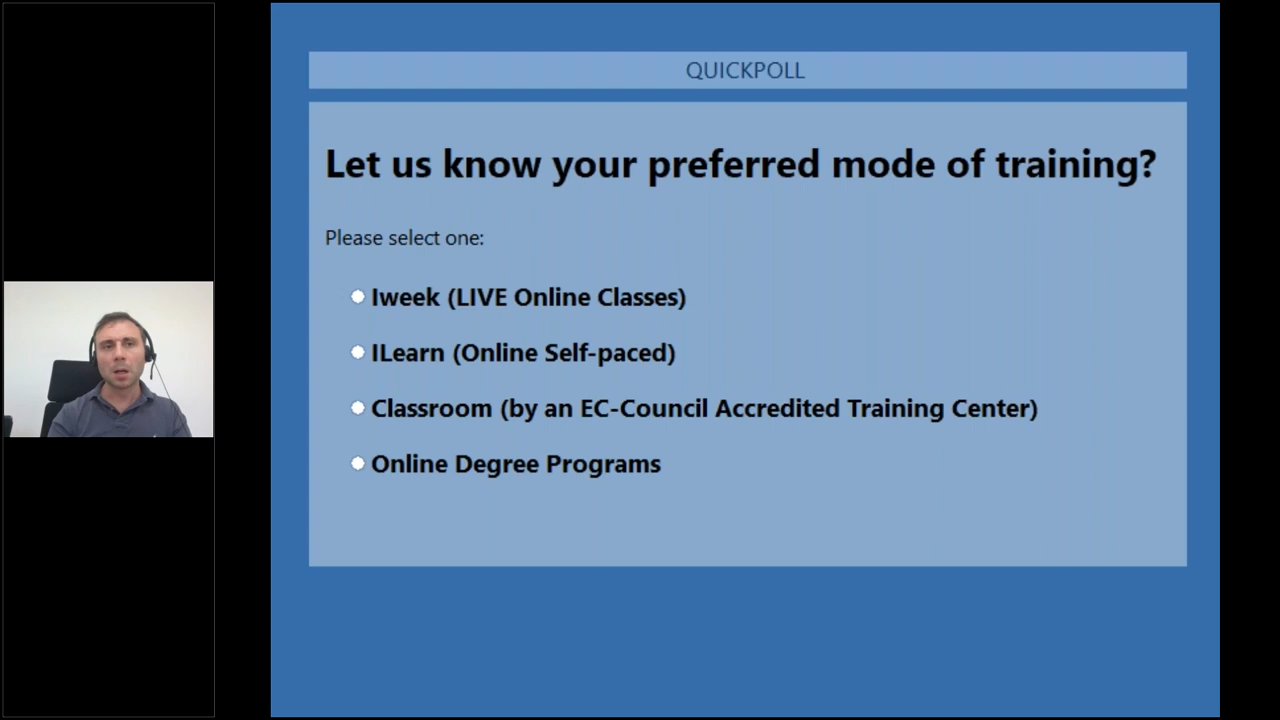 QUICKPOLL
Let us know your preferred mode of training?
Please select one:
Iweek (LIVE Online Classes)
ILearn (Online Self-paced)
Classroom (by an EC-Council Accredited Training Center)
Online Degree Programs